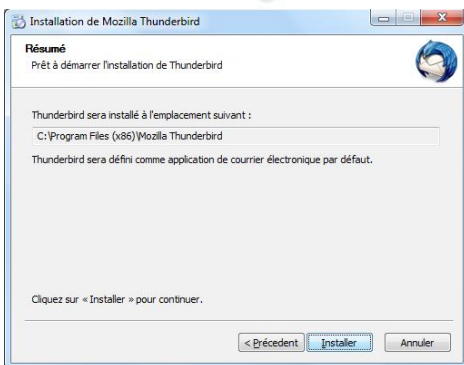 Installation de Mozilla Thunderbird
Résumé
Prêt à démarrer l'installation de Thunderbird
Thunderbird sera installé à l'emplacement suivant :
C:\Program Files (x86)\Mozilla Thunderbird
Thunderbird sera défini comme application de courrier électronique par défaut.
Cliquez sur « Installer » pour continuer.
< Précedent Installer Annuler